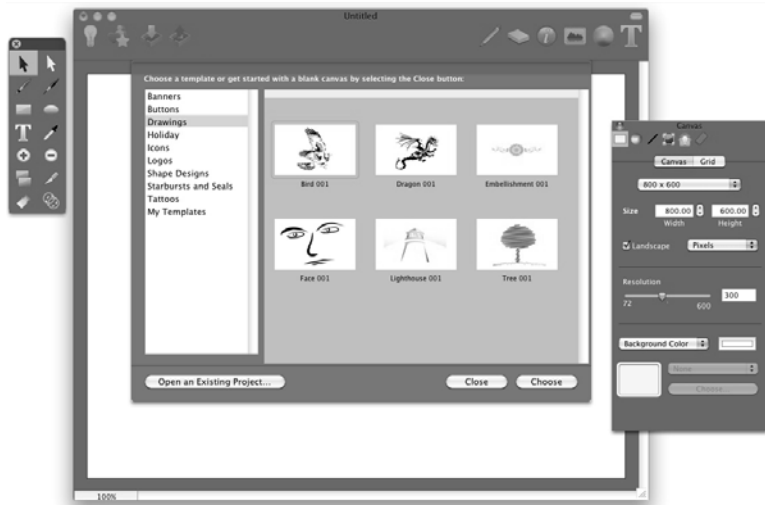 Untitled
T
Choose a template or get started with a blank canvas by selecting the Close button:
Banners
Buttons
Drawings
Holiday
Icons
Logos
Shape Designs
Starbursts and Seals
Tattoos
My Templates
Bird 001
Dragon 001
Embellishment 001
Face 001
Lighthouse 001
Tree 001
Open an Existing Project...
Close
Choose
100%
T
Canvas
Canvas
Grid
800 x 600
Size
800.00
600.00
Width
Height
Landscape
Pixels
Resolution
300
72
600
Background Color
None
Choose...